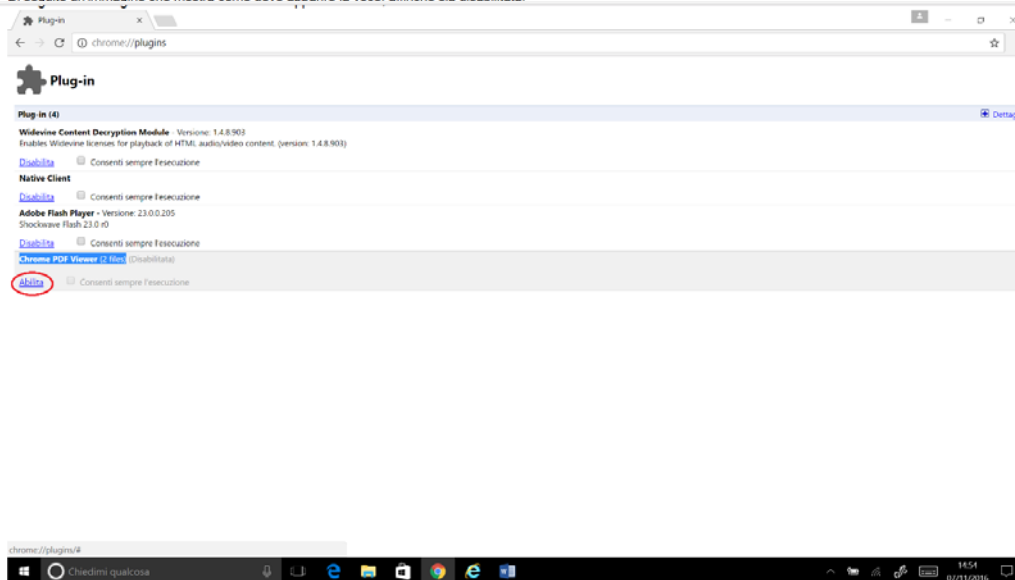 Plug-in
chrome://plugins
Plug-in
Plug-in (4)
Dettag
Widevine Content Decryption Module - Versione: 1.4.8.903
Enables Widevine licenses for playback of HTML audio/video content. (version: 1.4.8.903)
Disabilita Consenti sempre l'esecuzione
Native Client
Disabilita Consenti sempre l'esecuzione
Adobe Flash Player - Versione: 23.0.0.205
Shockwave Flash 23.0 r0
Disabilita Consenti sempre l'esecuzione
Chrome PDF Viewer (2 files) (Disabilitata)
Abilita Consenti sempre l'esecuzione
chrome://plugins/#
Chiedimi qualcosa
14:54
07/11/2016